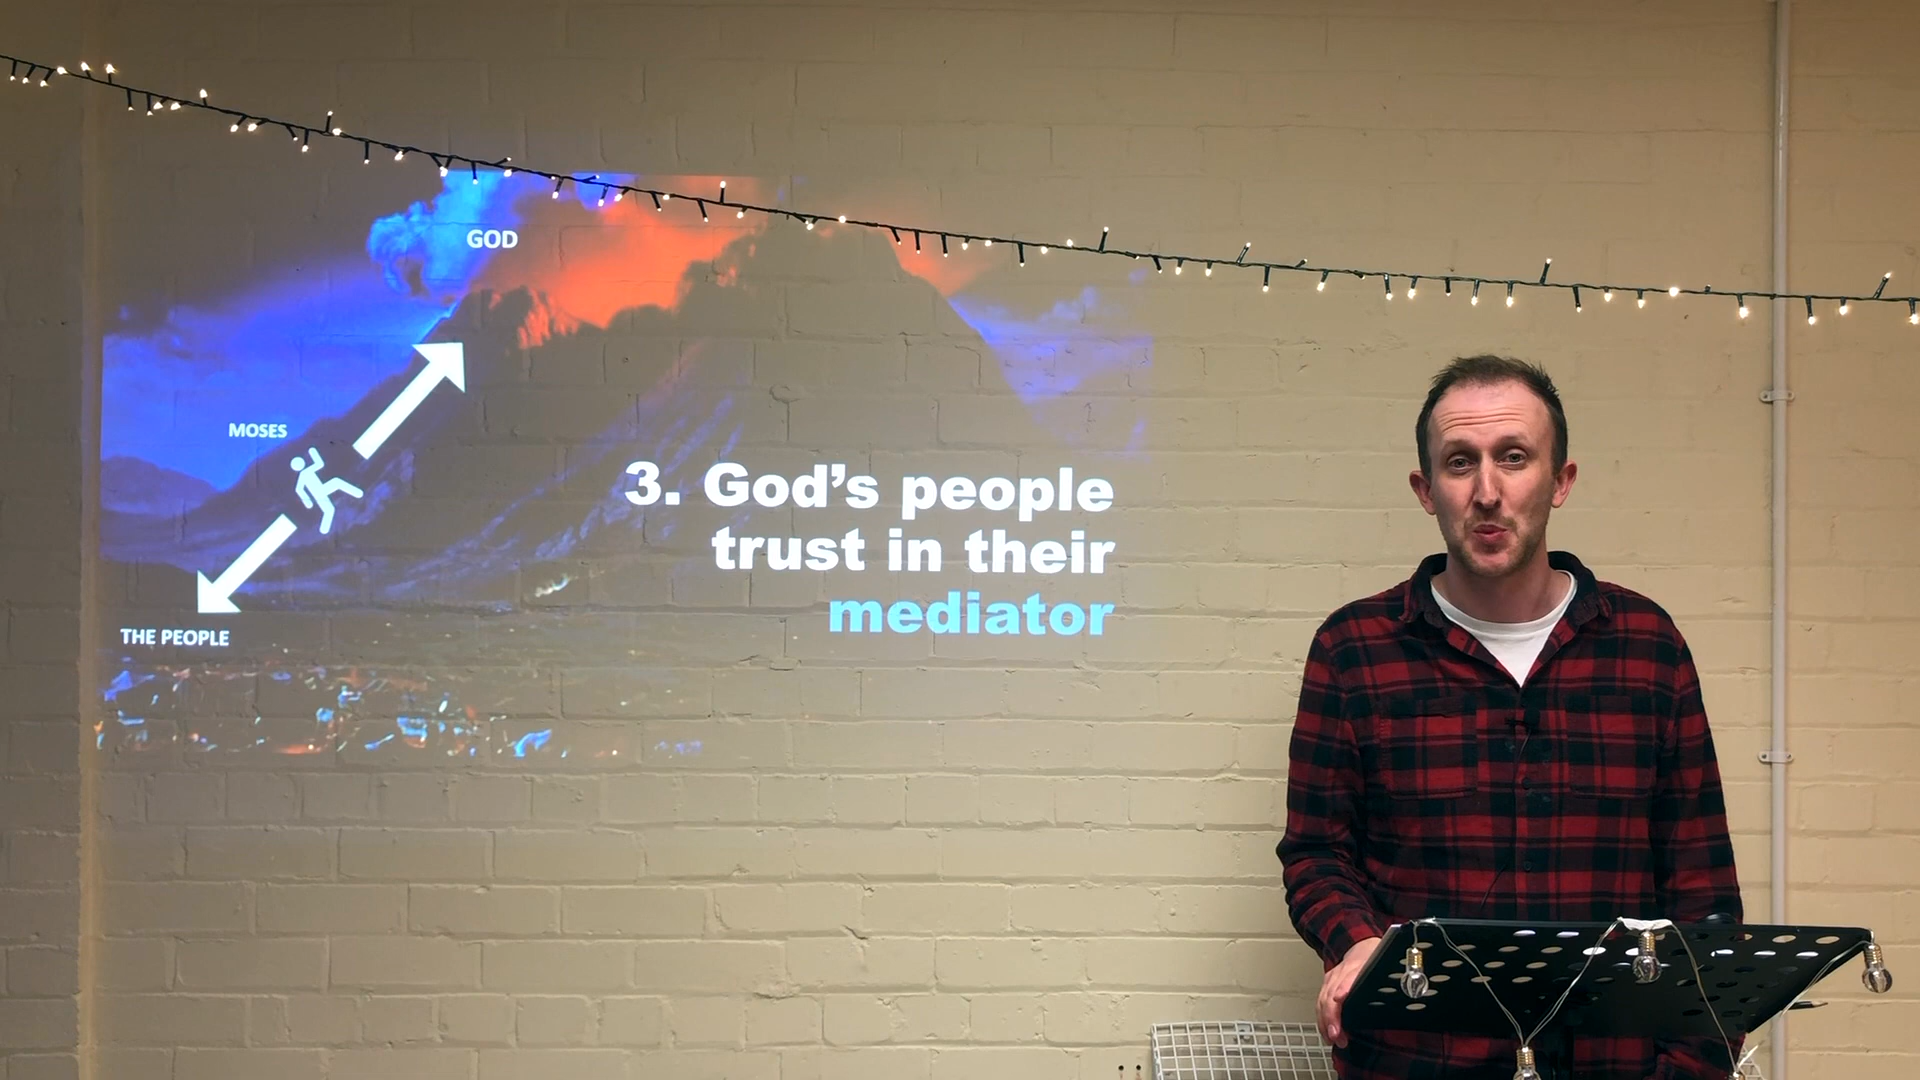 GOD
MOSES
THE PEOPLE
3. God's people
trust in their
mediator